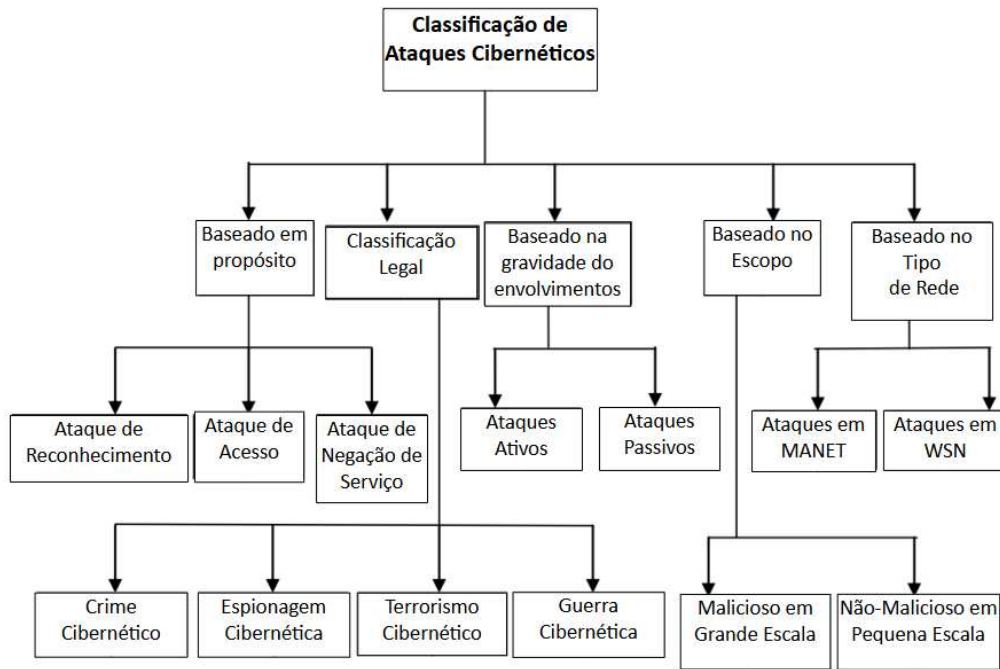 Classificação de
Ataques Cibernéticos
Baseado em
propósito
Classificação
Legal
Baseado na
gravidade do
envolvimentos
Baseado no
Escopo
Baseado no
Tipo
de Rede
Ataque de
Reconhecimento
Ataque de
Acesso
Ataque de
Negação de
Serviço
Ataques
Ativos
Ataques
Passivos
Ataques em
MANET
Ataques em
WSN
Crime
Cibernético
Espionagem
Cibernética
Terrorismo
Cibernético
Guerra
Cibernética
Malicioso em
Grande Escala
Não-Malicioso em
Pequena Escala